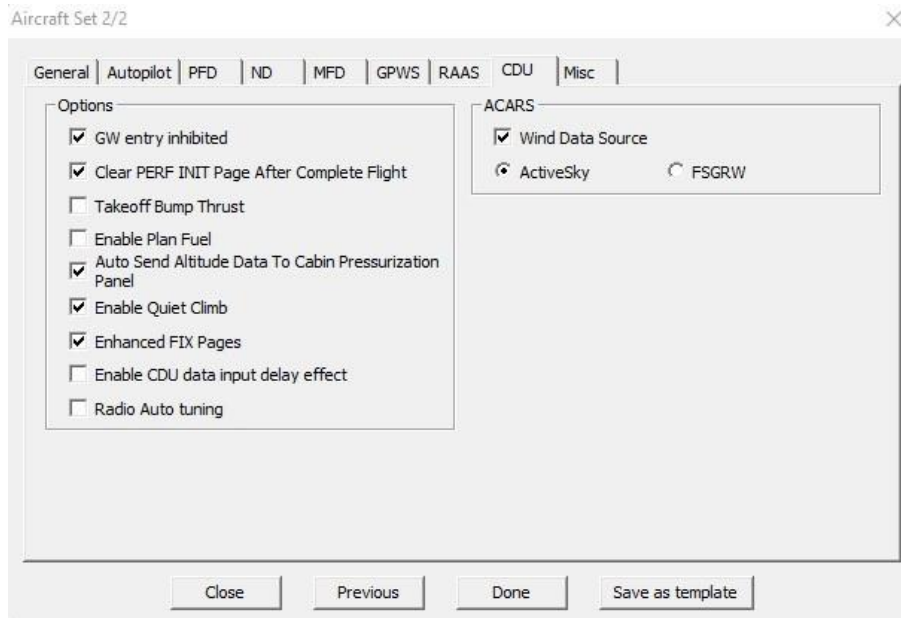 Aircraft Set 2/2
General Autopilot PFD ND MFD GPWS RAAS CDU Misc
Options
GW entry inhibited
Clear PERF INIT Page After Complete Flight
Takeoff Bump Thrust
Enable Plan Fuel
Auto Send Altitude Data To Cabin Pressurization
Panel
Enable Quiet Climb
Enhanced FIX Pages
Enable CDU data input delay effect
Radio Auto tuning
ACARS
Wind Data Source
ActiveSky FSGRW
Close Previous Done Save as template